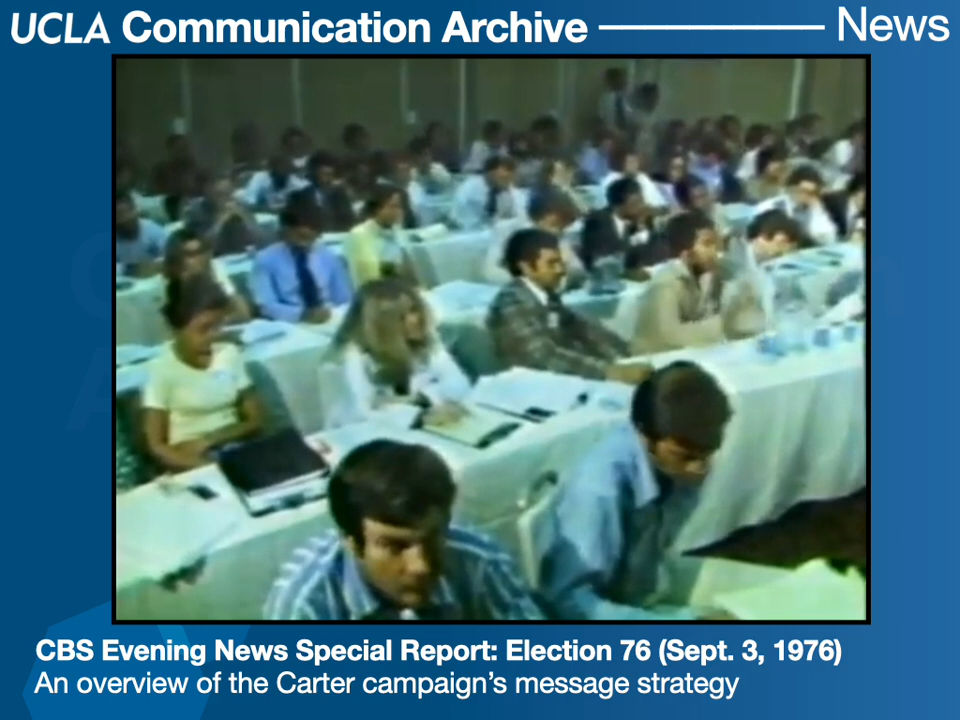 UCLA Communication Archive News
CBS Evening News Special Report: Election 76 (Sept. 3, 1976)
An overview of the Carter campaign's message strategy